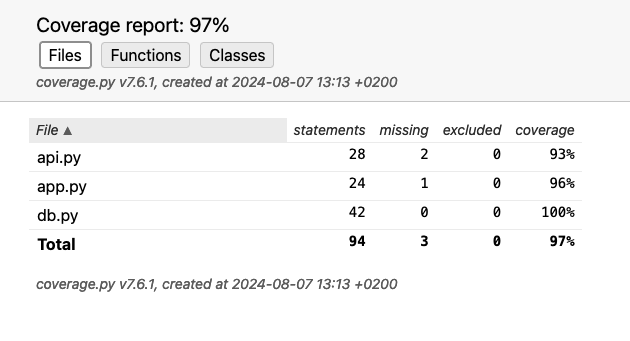 Coverage report: 97%
Files Functions Classes
coverage.py v7.6.1, created at 2024-08-07 13:13 +0200
File ▲ statements missing excluded coverage
api.py 28 2 0 93%
app.py 24 1 0 96%
db.py 42 0 0 100%
Total 94 3 0 97%
coverage.py v7.6.1, created at 2024-08-07 13:13 +0200